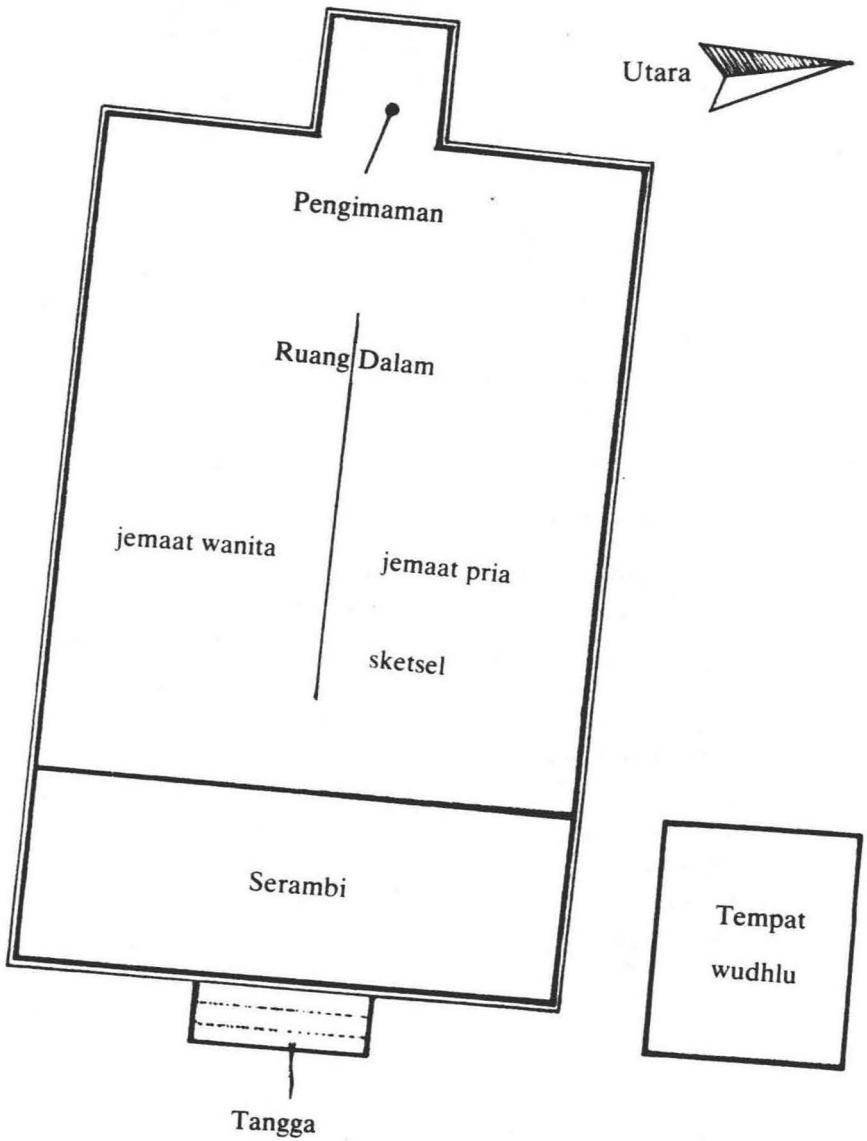 Utara
Pengimaman
Ruang Dalam
jemaat wanita
jemaat pria
sketsel
Serambi
Tempat
wudhlu
Tangga